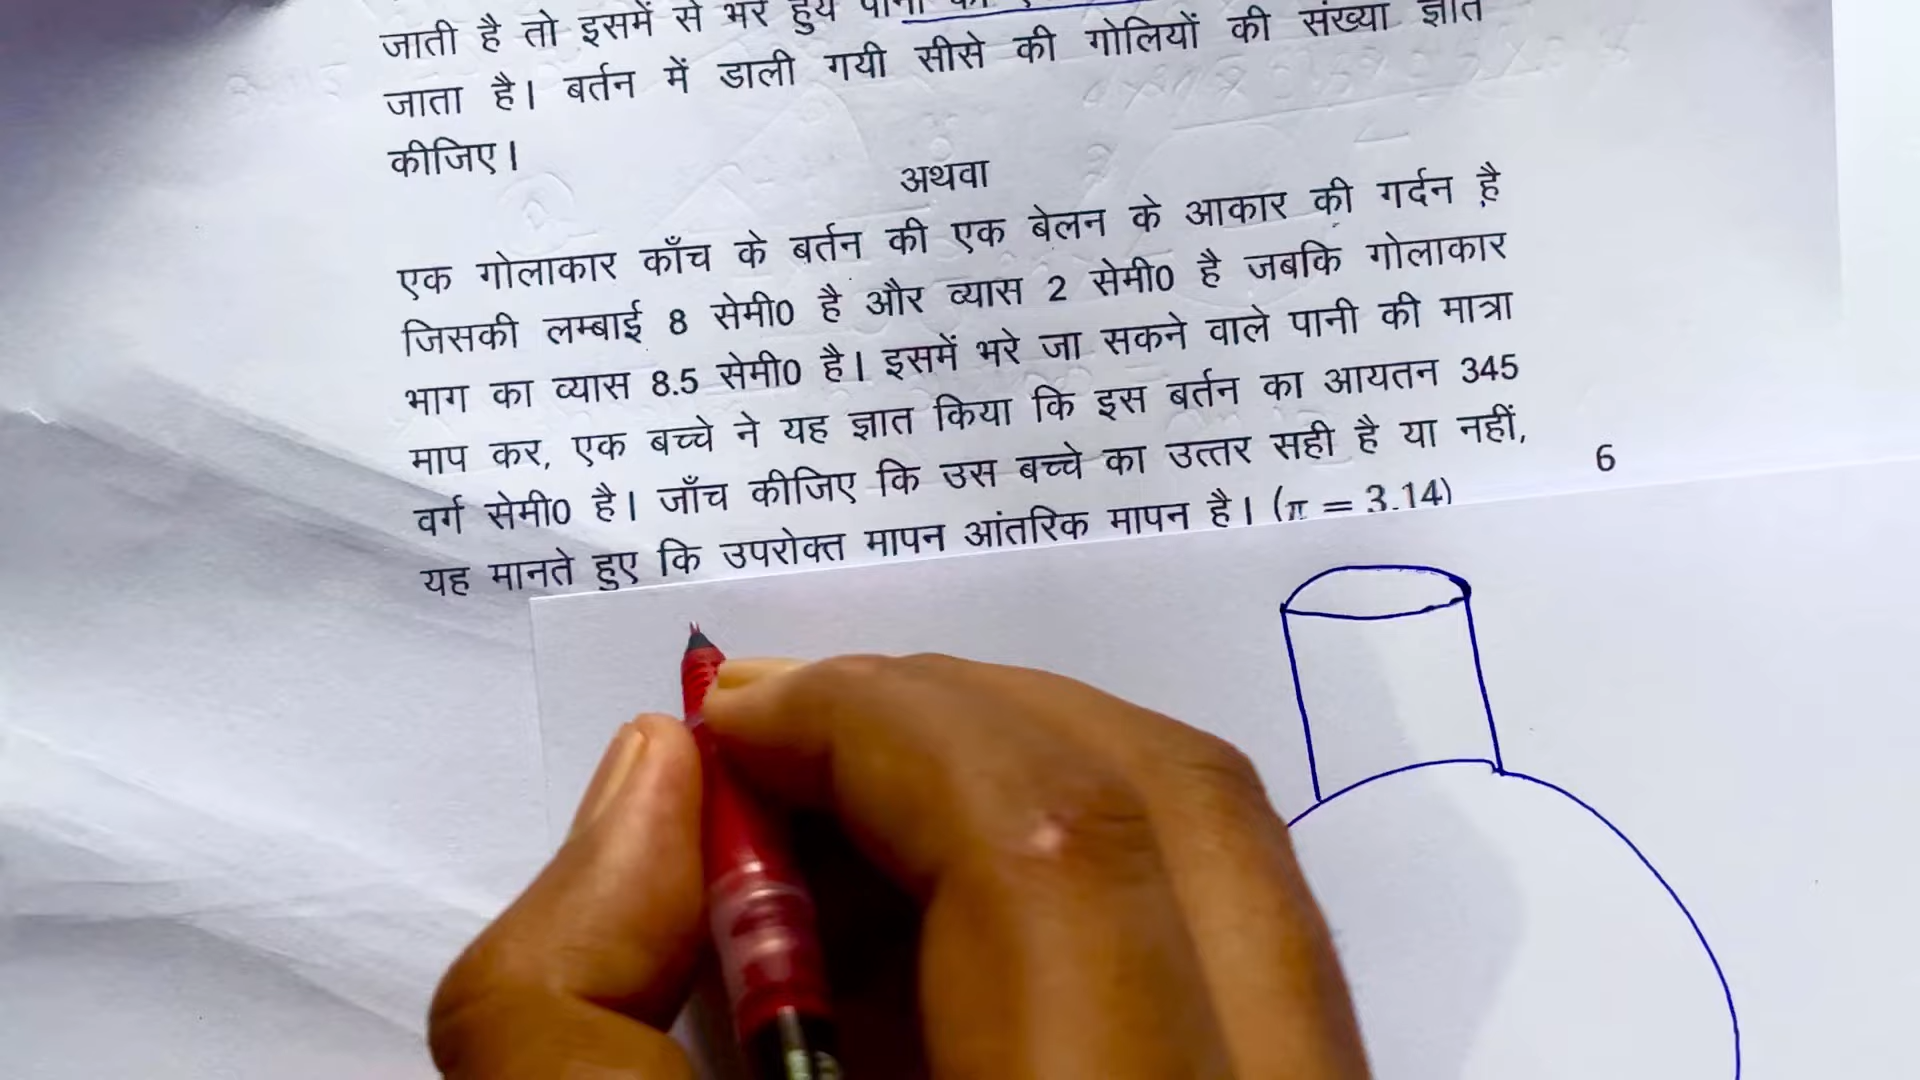 जाती है तो इसमें से भरे हुये पानी का
जाता है। बर्तन में डाली गयी सीसे की गोलियों की संख्या ज्ञात
कीजिए।
अथवा
एक गोलाकार काँच के बर्तन की एक बेलन के आकार की गर्दन है
जिसकी लम्बाई 8 सेमी0 है और व्यास 2 सेमी0 है जबकि गोलाकार
भाग का व्यास 8.5 सेमी0 है। इसमें भरे जा सकने वाले पानी की मात्रा
माप कर, एक बच्चे ने यह ज्ञात किया कि इस बर्तन का आयतन 345
वर्ग सेमी0 है। जाँच कीजिए कि उस बच्चे का उत्तर सही है या नहीं,
यह मानते हुए कि उपरोक्त मापन आंतरिक मापन है। (π = 3.14)
6